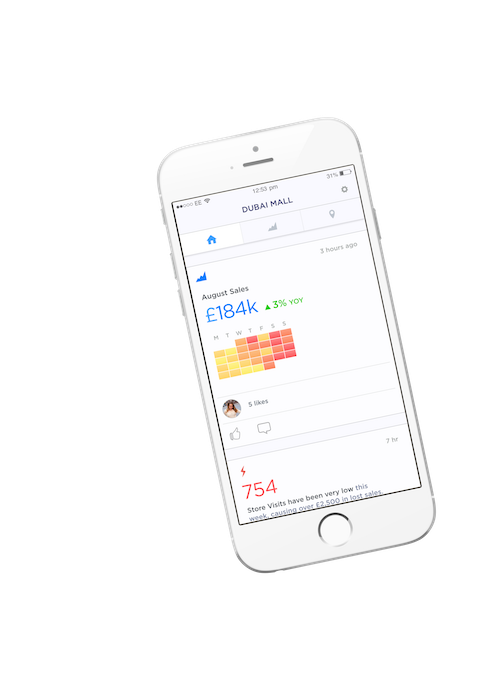 EE 12:53 pm 31%
DUBAI MALL
3 hours ago
August Sales
£184k 3% YOY
M T W T F S S
5 likes
7 hr
754
Store Visits have been very low this
week, causing over £2,500 in lost sales.